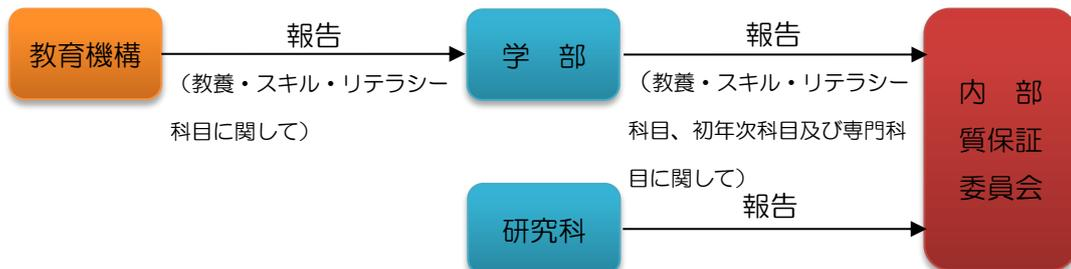 教育機構
報告
（教養・スキル・リテラシー
科目に関して）
学　部
報告
（教養・スキル・リテラシー
科目、初年次科目及び専門科
目に関して）
研究科
報告
内　部
質保証
委員会